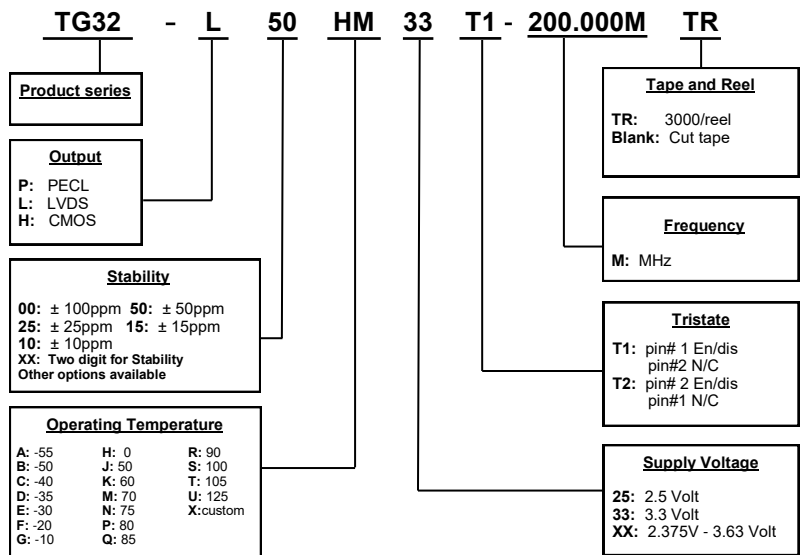 TG32 - L 50 HM 33 T1 - 200.000M TR
Product series
Output
P: PECL
L: LVDS
H: CMOS
Stability
00: ± 100ppm 50: ± 50ppm
25: ± 25ppm 15: ± 15ppm
10: ± 10ppm
XX: Two digit for Stability
Other options available
Operating Temperature
A: -55 H: 0 R: 90
B: -50 J: 50 S: 100
C: -40 K: 60 T: 105
D: -35 M: 70 U: 125
E: -30 N: 75 X:custom
F: -20 P: 80
G: -10 Q: 85
Tape and Reel
TR: 3000/reel
Blank: Cut tape
Frequency
M: MHz
Tristate
T1: pin# 1 En/dis
pin#2 N/C
T2: pin# 2 En/dis
pin#1 N/C
Supply Voltage
25: 2.5 Volt
33: 3.3 Volt
XX: 2.375V - 3.63 Volt